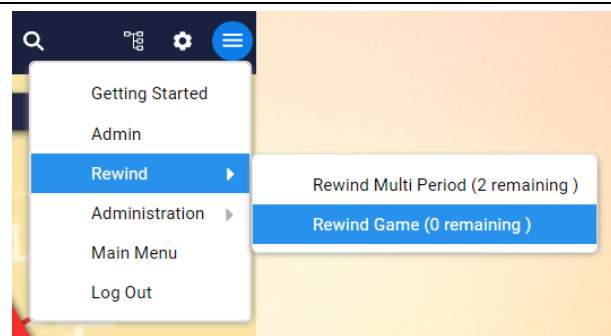 Getting Started
Admin
Rewind
Rewind Multi Period (2 remaining )
Rewind Game (0 remaining )
Administration
Main Menu
Log Out